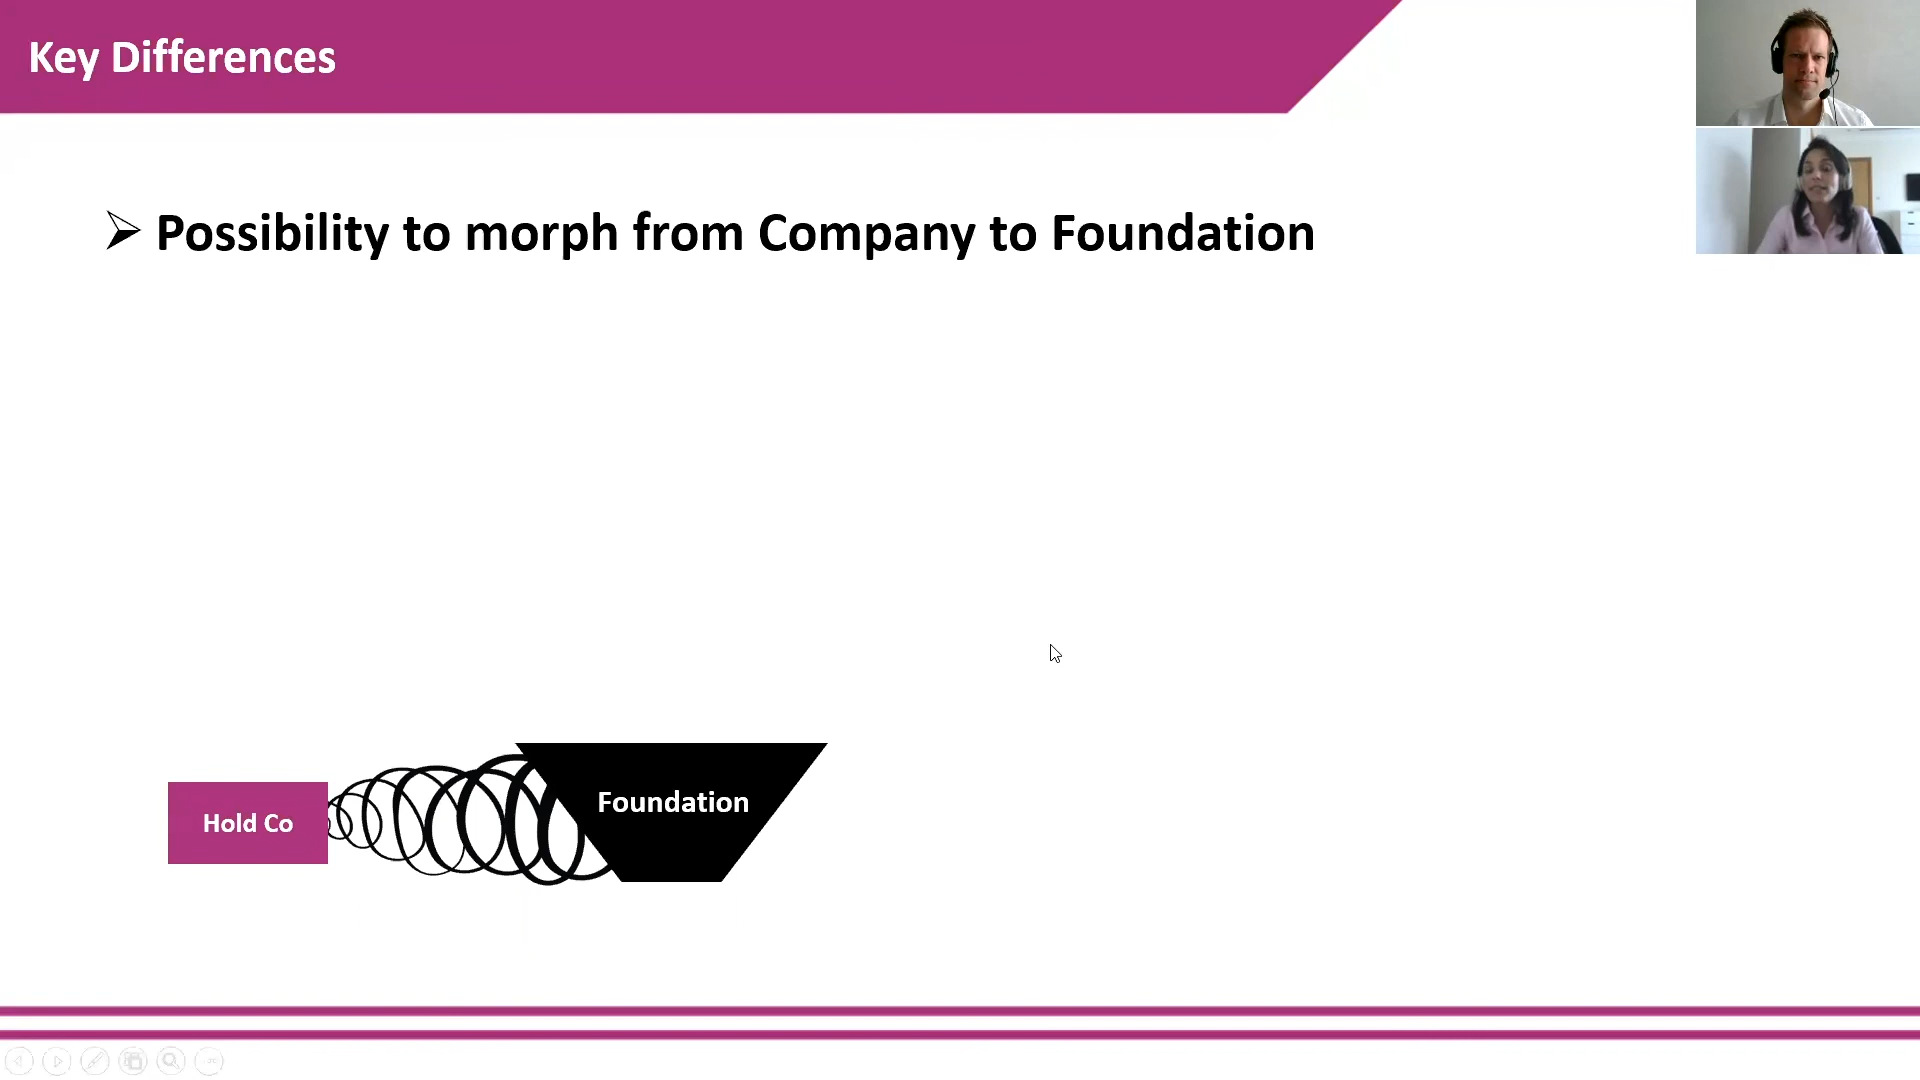 Key Differences
Possibility to morph from Company to Foundation
Foundation
Hold Co